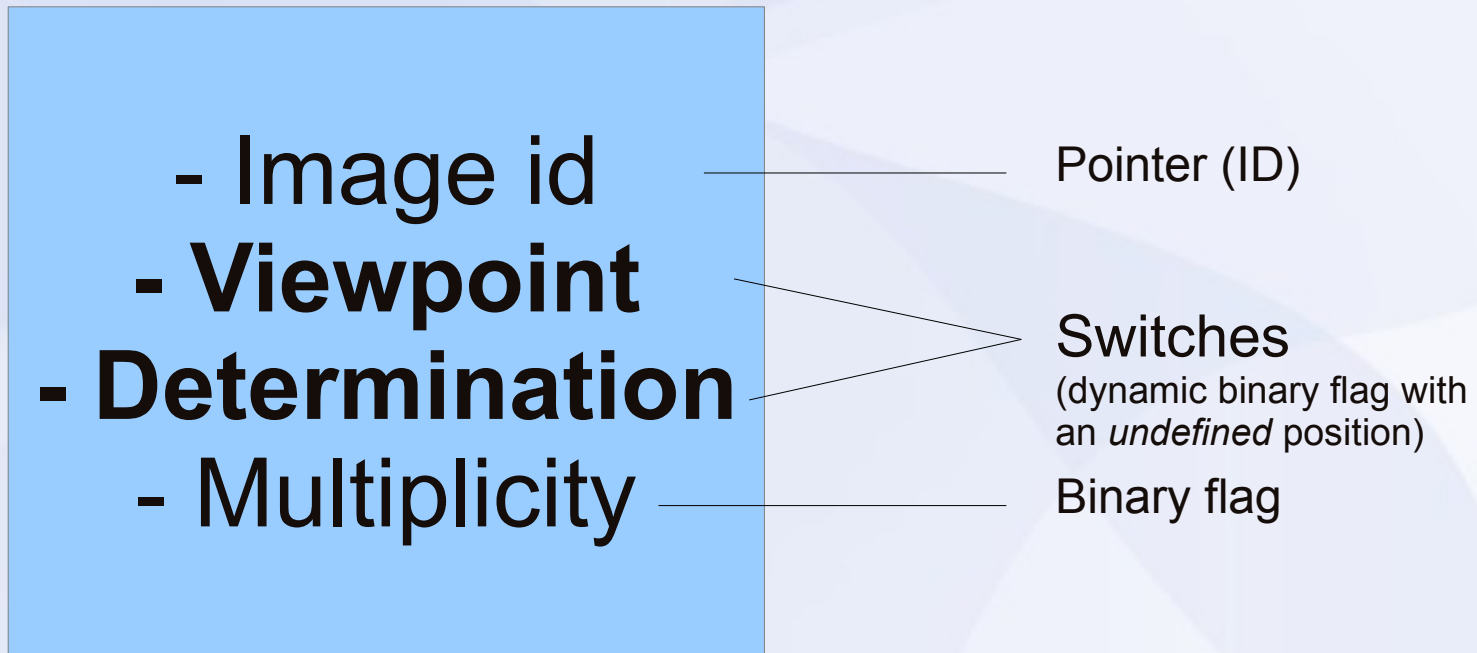 - Image id
- Viewpoint
- Determination
- Multiplicity
Pointer (ID)
Switches
(dynamic binary flag with
an undefined position)
Binary flag